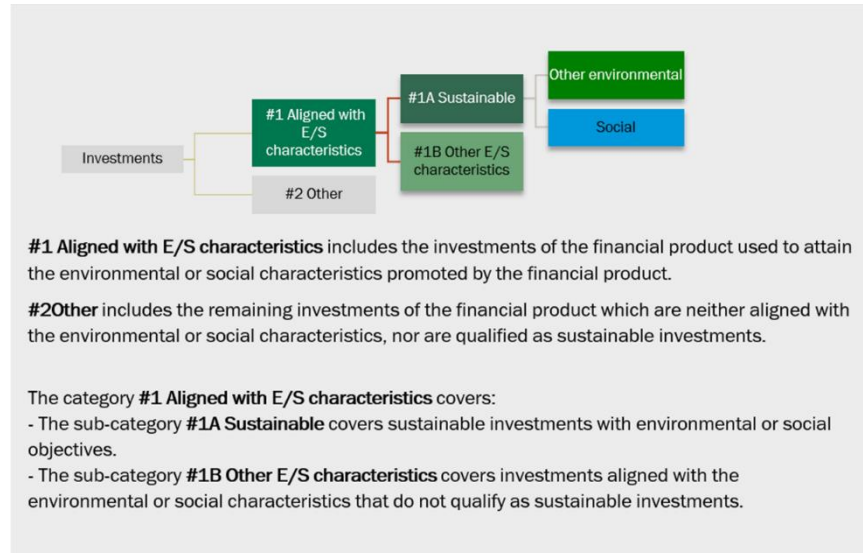 Other environmental
#1A Sustainable
#1 Aligned with
E/S
characteristics
Social
#1B Other E/S
characteristics
Investments
#2 Other
#1 Aligned with E/S characteristics includes the investments of the financial product used to attain
the environmental or social characteristics promoted by the financial product.
#2Other includes the remaining investments of the financial product which are neither aligned with
the environmental or social characteristics, nor are qualified as sustainable investments.
The category #1 Aligned with E/S characteristics covers:
- The sub-category #1A Sustainable covers sustainable investments with environmental or social
objectives.
- The sub-category #1B Other E/S characteristics covers investments aligned with the
environmental or social characteristics that do not qualify as sustainable investments.